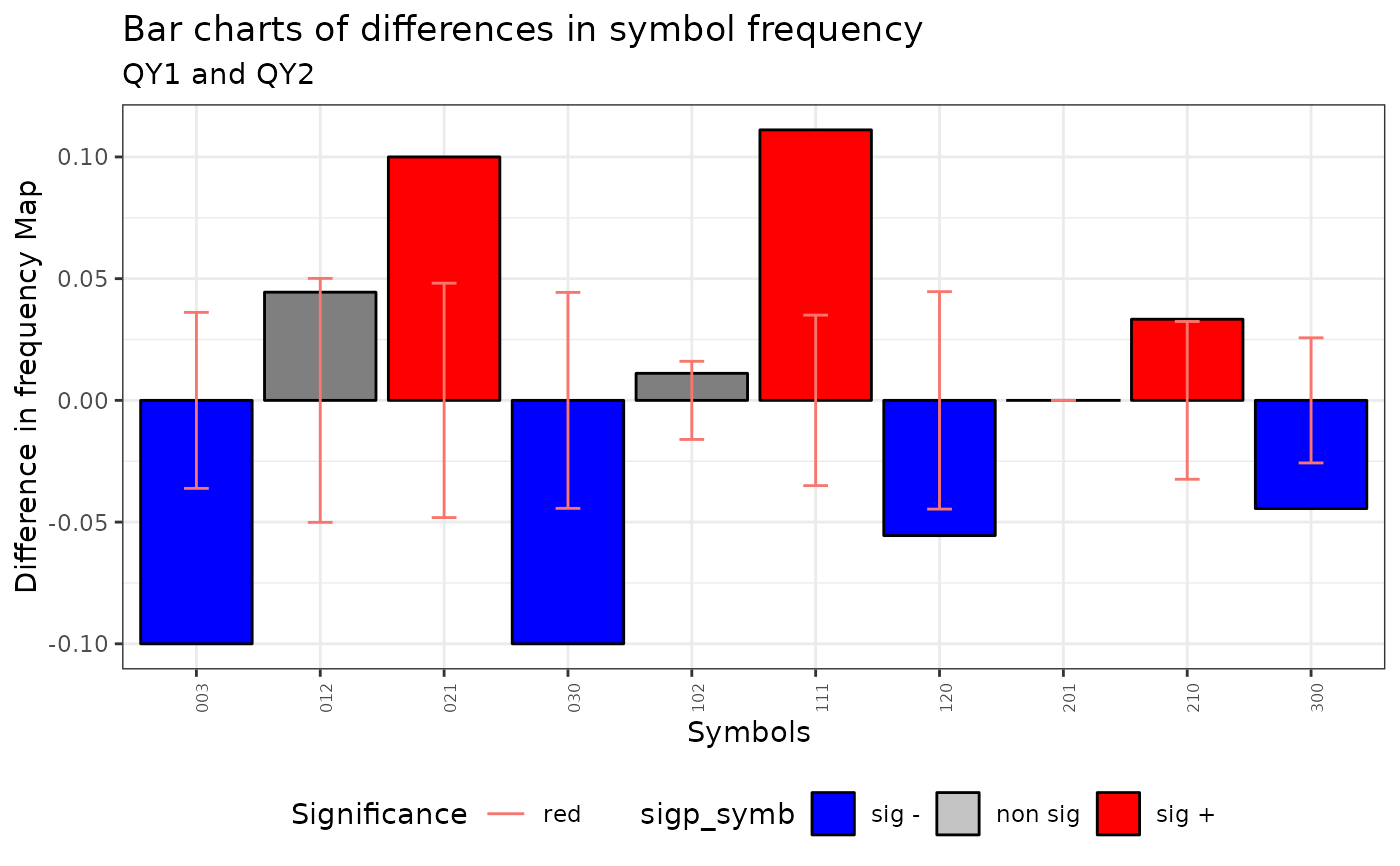 Bar charts of differences in symbol frequency
QY1 and QY2
Difference in frequency Map
0.10
0.05
0.00
-0.05
-0.10
003 012 021 030 102 111 120 201 210 300
Symbols
Significance red sigp_symb sig - non sig sig +